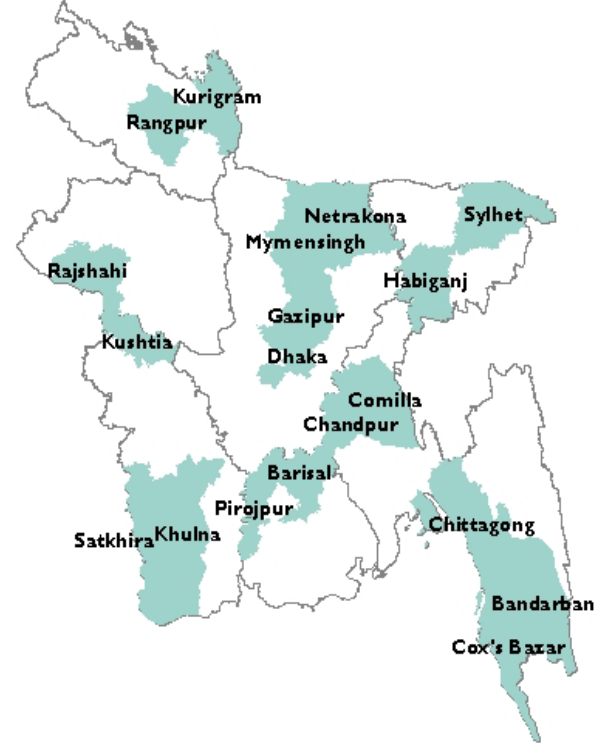 Kurigram
Rangpur
Netrakona
Sylhet
Mymensingh
Rajshahi
Habiganj
Gazipur
Kushtia
Dhaka
Comilla
Chandpur
Barisal
Pirojpur
Chittagong
Satkhira
Khulna
Bandarban
Cox's Bazar